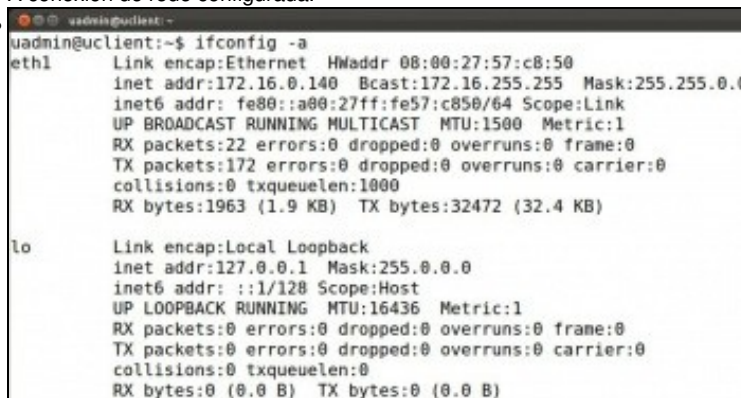 A conexión de rede configurada.
uadmin@uclient: ~
uadmin@uclient:~$ ifconfig -a
eth1 Link encap:Ethernet HWaddr 08:00:27:57:c8:50
inet addr:172.16.0.140 Bcast:172.16.255.255 Mask:255.255.0.0
inet6 addr: fe80::a00:27ff:fe57:c850/64 Scope:Link
UP BROADCAST RUNNING MULTICAST MTU:1500 Metric:1
RX packets:22 errors:0 dropped:0 overruns:0 frame:0
TX packets:172 errors:0 dropped:0 overruns:0 carrier:0
collisions:0 txqueuelen:1000
RX bytes:1963 (1.9 KB) TX bytes:32472 (32.4 KB)
lo Link encap:Local Loopback
inet addr:127.0.0.1 Mask:255.0.0.0
inet6 addr: ::1/128 Scope:Host
UP LOOPBACK RUNNING MTU:16436 Metric:1
RX packets:0 errors:0 dropped:0 overruns:0 frame:0
TX packets:0 errors:0 dropped:0 overruns:0 carrier:0
collisions:0 txqueuelen:0
RX bytes:0 (0.0 B) TX bytes:0 (0.0 B)